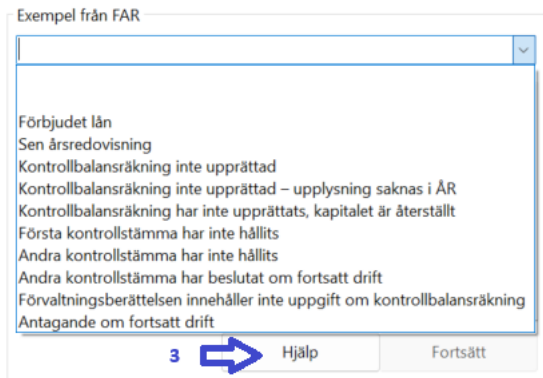 Exempel från FAR
Förbjudet lån
Sen årsredovisning
Kontrollbalansräkning inte upprättad
Kontrollbalansräkning inte upprättad – upplysning saknas i ÅR
Kontrollbalansräkning har inte upprättats, kapitalet är återställt
Första kontrollstämma har inte hållits
Andra kontrollstämma har inte hållits
Andra kontrollstämma har beslutat om fortsatt drift
Förvaltningsberättelsen innehåller inte uppgift om kontrollbalansräkning
Antagande om fortsatt drift
3 Hjälp Fortsätt